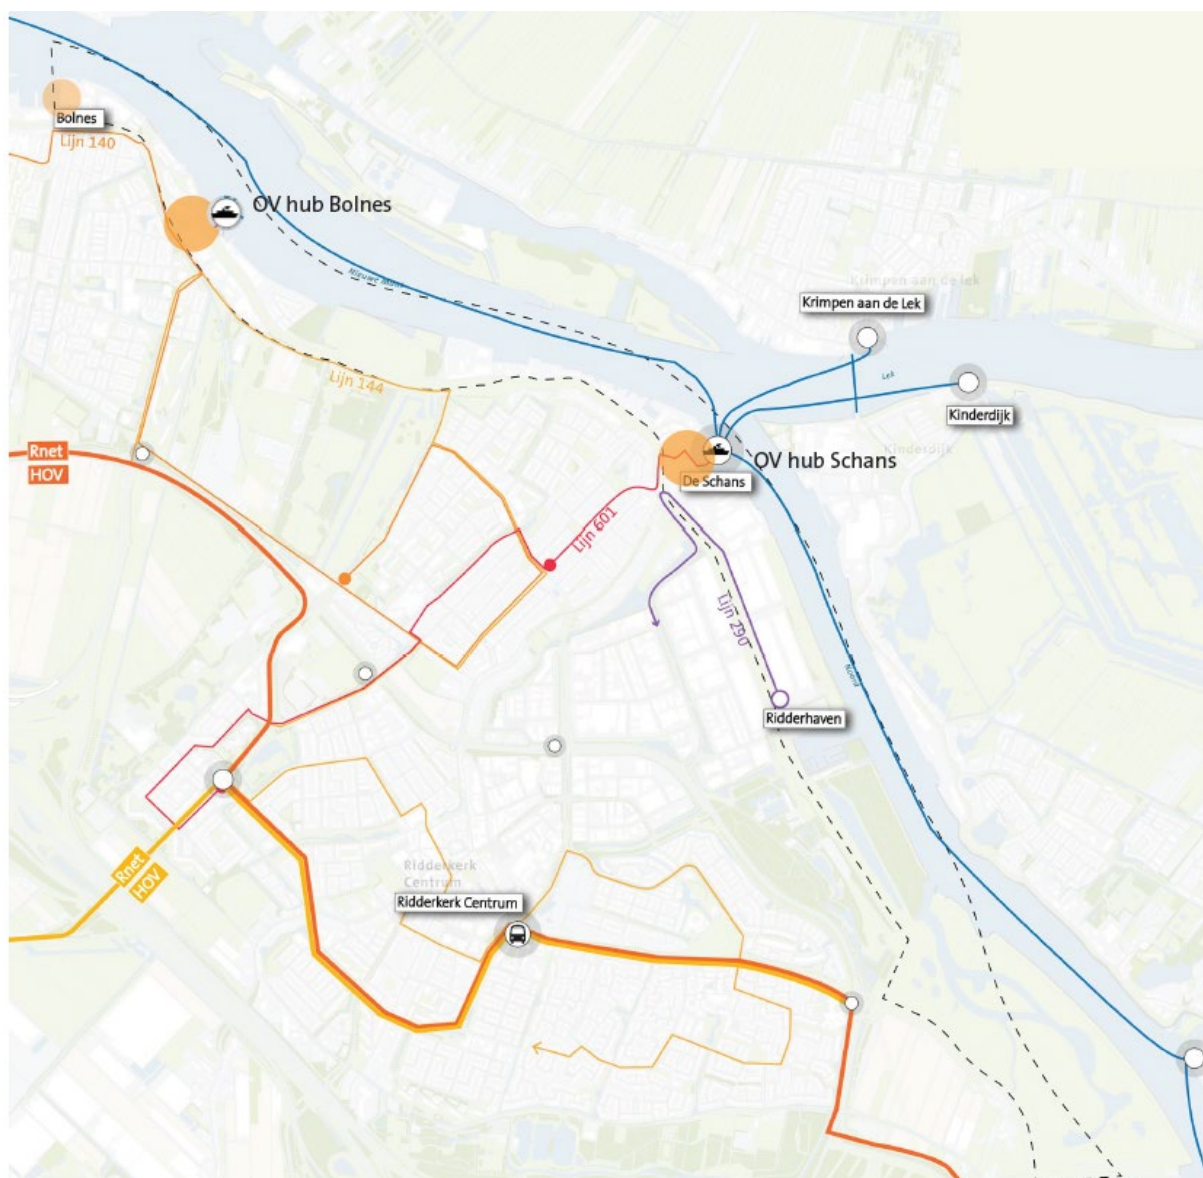 Bolnes
Lijn 140
OV hub Bolnes
Nieuwe Maas
Krimpen aan de lek
Krimpen aan de Lek
Lijn 144
Lek
Kinderdijk
Rnet
HOV
Kinderdijk
OV hub Schans
De Schans
Lijn 601
Lijn 290
Noord
Ridderhaven
Rnet
HOV
Ridderkerk
Centrum
Ridderkerk Centrum